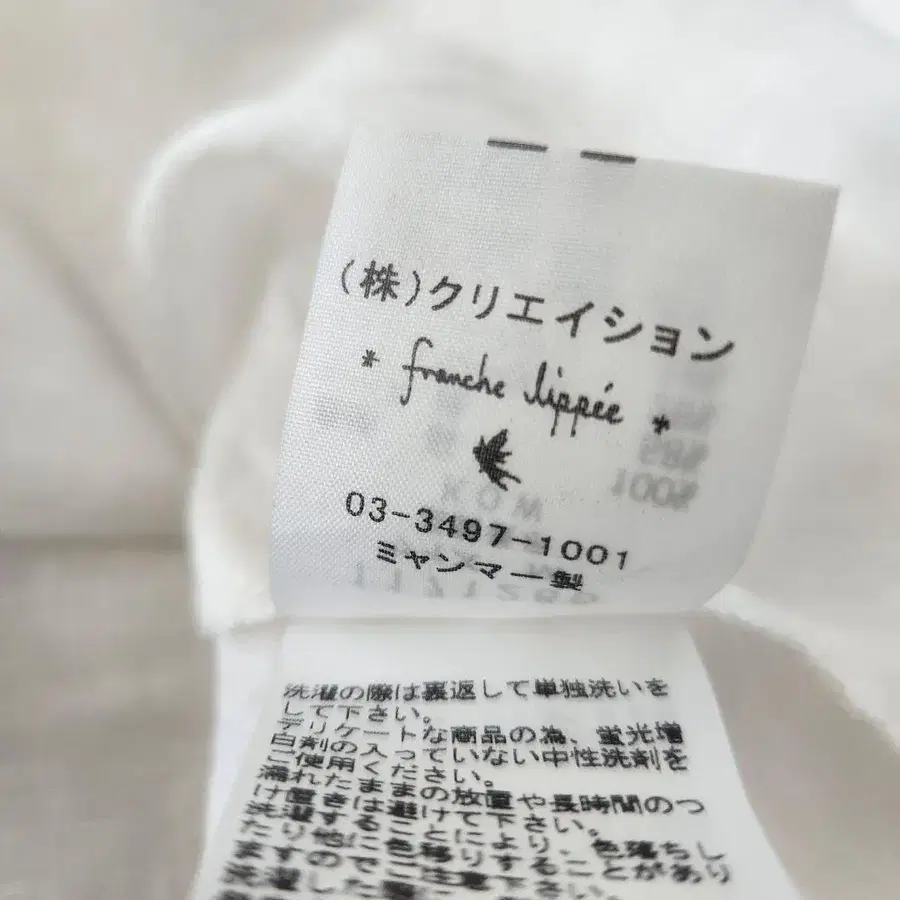 (株)クリエイション
* franche lippée *
03-3497-1001
ミャンマー製
洗濯の際は裏返して単独洗いを
して下さい。
デリケートな商品の為、蛍光増
白剤の入っていない中性洗剤を
ご使用ください。
濡れたままの放置や長時間のつ
け置きは避けて下さい。
洗濯することにより、色落ちし
たり他に色移りすることがあり
ますのでご注意下さい。
洗濯した